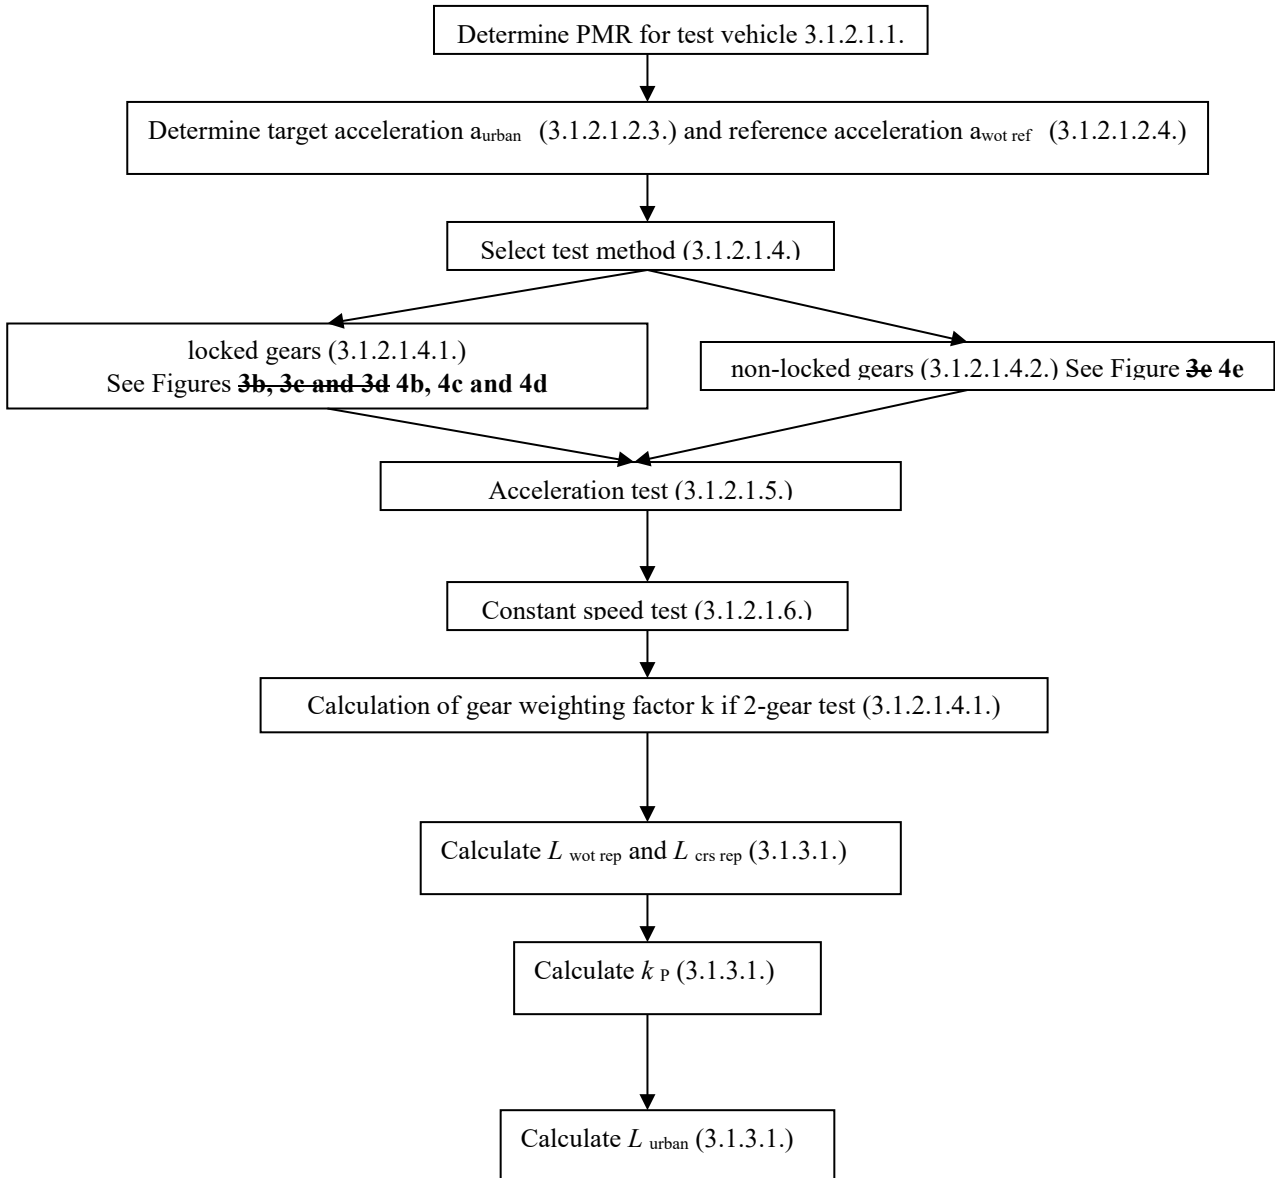 Determine PMR for test vehicle 3.1.2.1.1.
Determine target acceleration aurban (3.1.2.1.2.3.) and reference acceleration awot ref (3.1.2.1.2.4.)
Select test method (3.1.2.1.4.)
locked gears (3.1.2.1.4.1.)
See Figures 3b, 3c and 3d 4b, 4c and 4d
non-locked gears (3.1.2.1.4.2.) See Figure 3e 4e
Acceleration test (3.1.2.1.5.)
Constant speed test (3.1.2.1.6.)
Calculation of gear weighting factor k if 2-gear test (3.1.2.1.4.1.)
Calculate L wot rep and L crs rep (3.1.3.1.)
Calculate k P (3.1.3.1.)
Calculate L urban (3.1.3.1.)